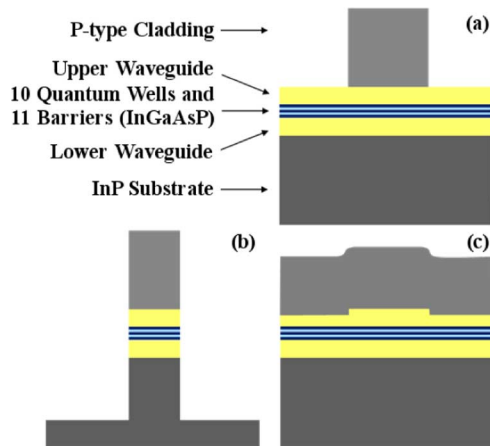 P-type Cladding
(a)
Upper Waveguide
10 Quantum Wells and
11 Barriers (InGaAsP)
Lower Waveguide
InP Substrate
(b)
(c)